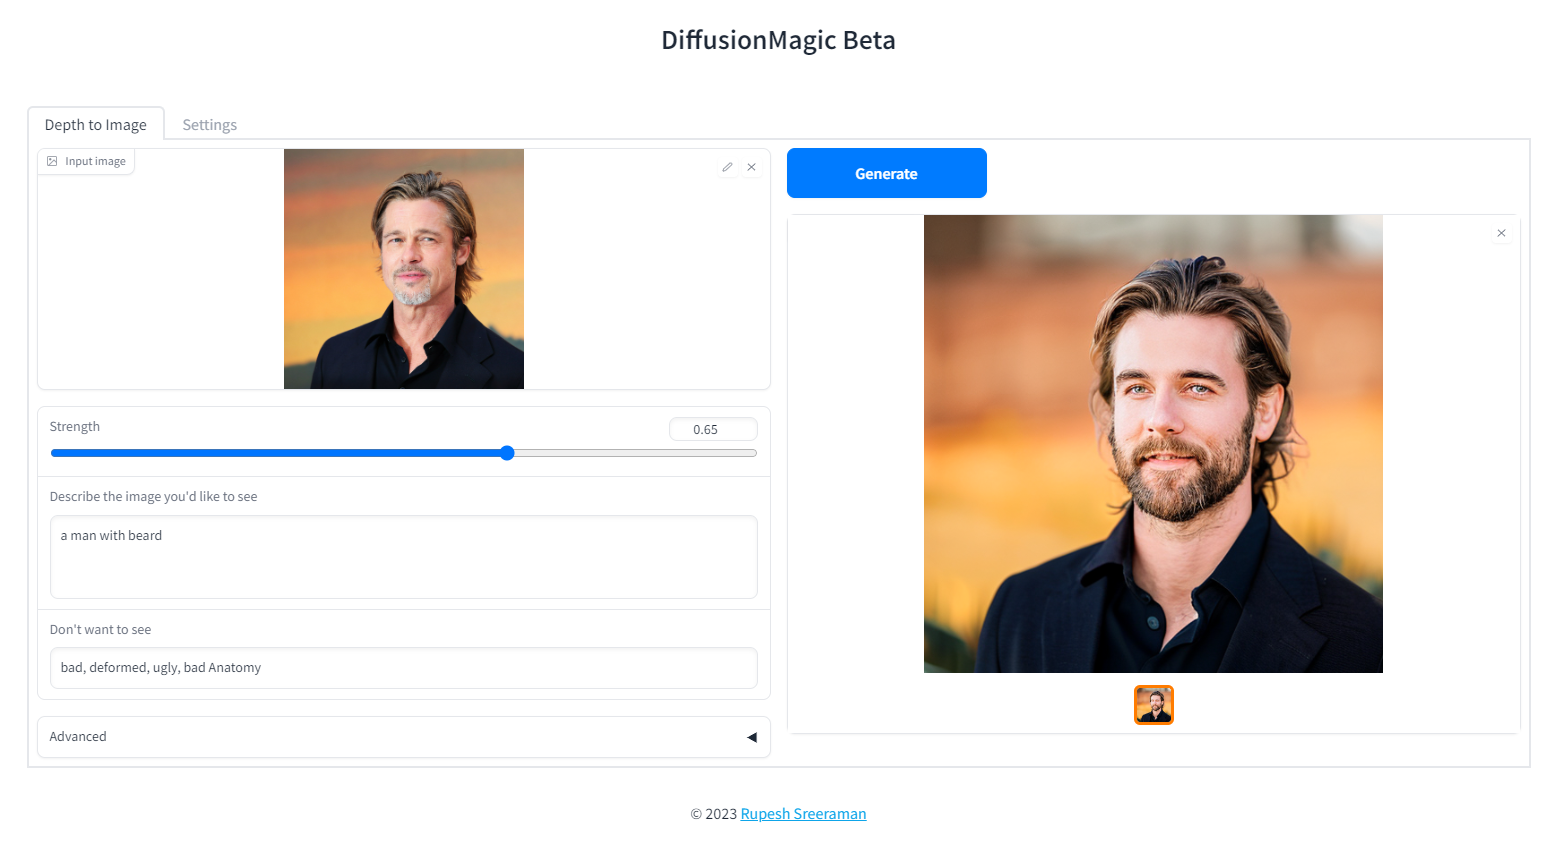 DiffusionMagic Beta
Depth to Image
Settings
Input image
Strength
0.65
Describe the image you'd like to see
a man with beard
Don't want to see
bad, deformed, ugly, bad Anatomy
Advanced
Generate
© 2023 Rupesh Sreeraman